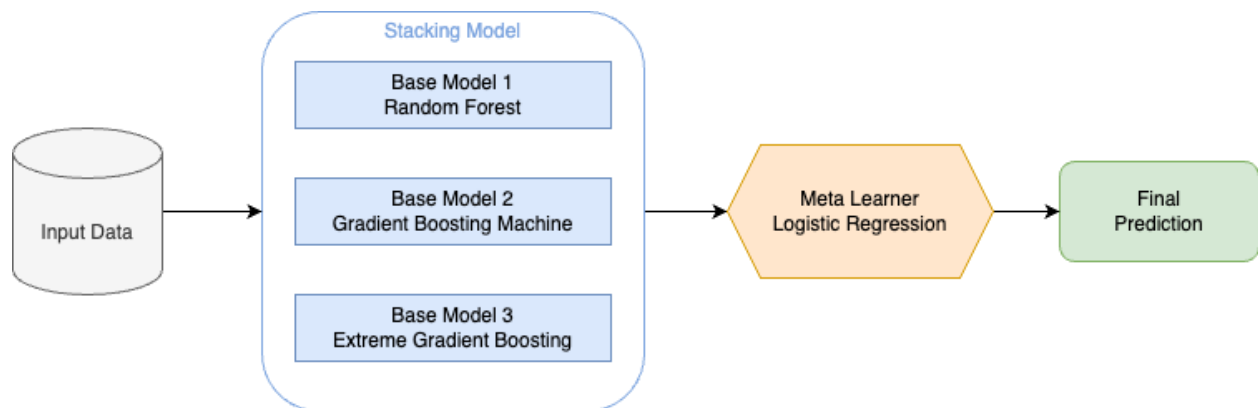 Stacking Model
Base Model 1
Random Forest
Input Data
Base Model 2
Gradient Boosting Machine
Base Model 3
Extreme Gradient Boosting
Meta Learner
Logistic Regression
Final
Prediction